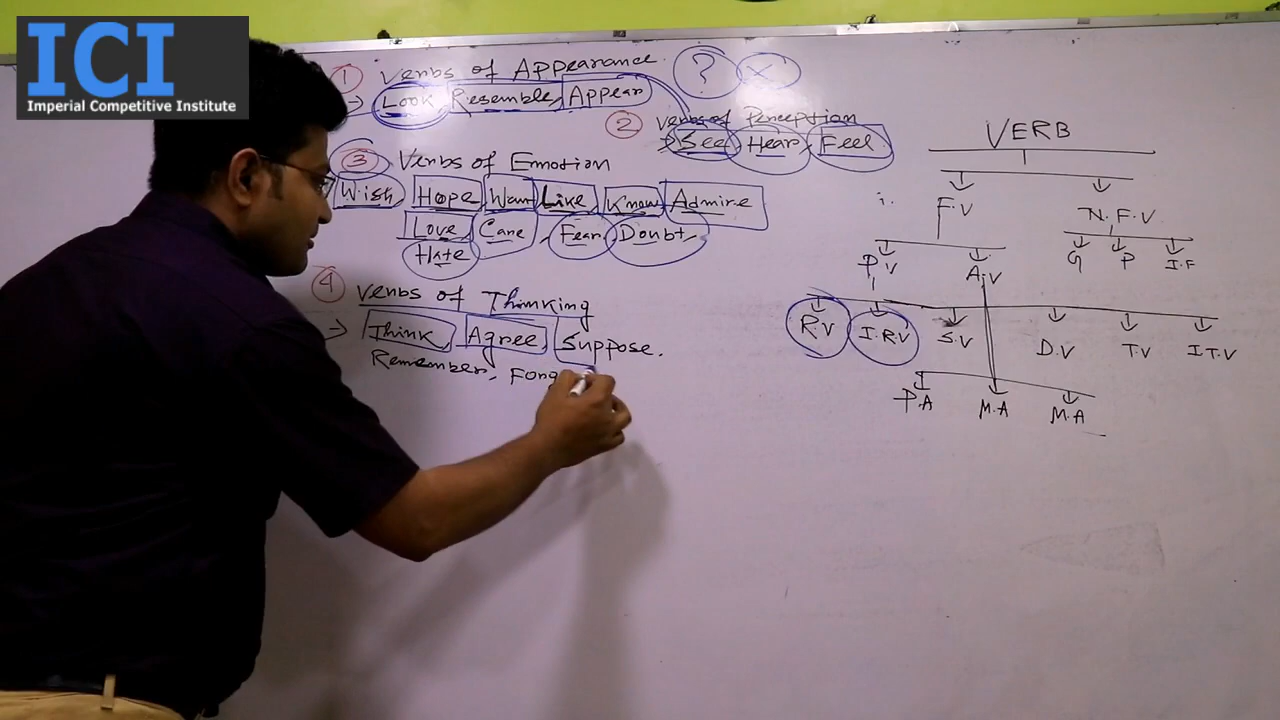 ICI
Imperial Competitive Institute
① Verbs of Appearance. ? X
→ Look, Resemble, Appear
② Verbs of Perception
→ See, Hear, Feel
③ Verbs of Emotion
Wish Hope, Want, Like, Know, Admire
Love, Care, Fear, Doubt,
Hate
④ Verbs of Thinking
→ Think, Agree, Suppose.
Remember, Forg
VERB
F.V N.F.V
G P I.F
P.V A.V
R.V I.R.V S.V D.V T.V I.T.V
P.A M.A M.A